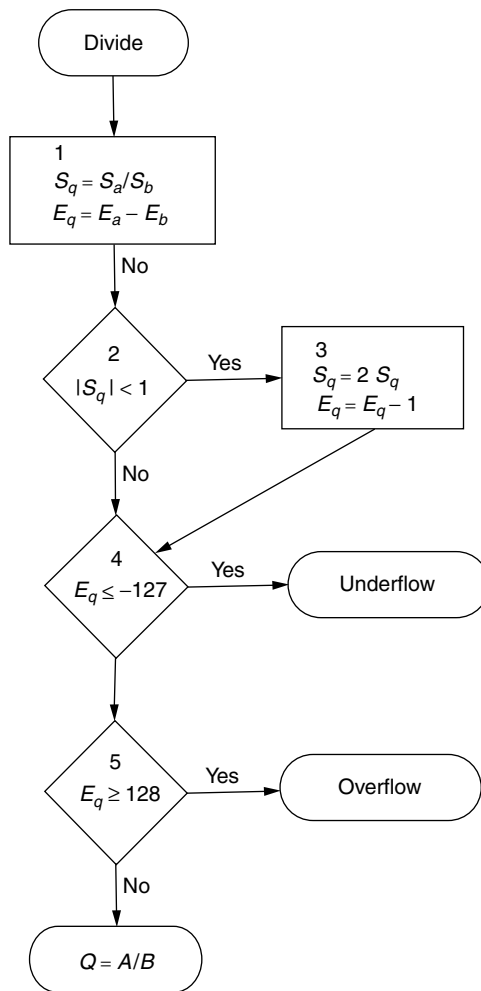 Divide
1
S_q = S_a/S_b
E_q = E_a − E_b
No
2
|S_q| < 1
Yes
3
S_q = 2 S_q
E_q = E_q − 1
No
4
E_q ≤ −127
Yes
Underflow
5
E_q ≥ 128
Yes
Overflow
No
Q = A/B